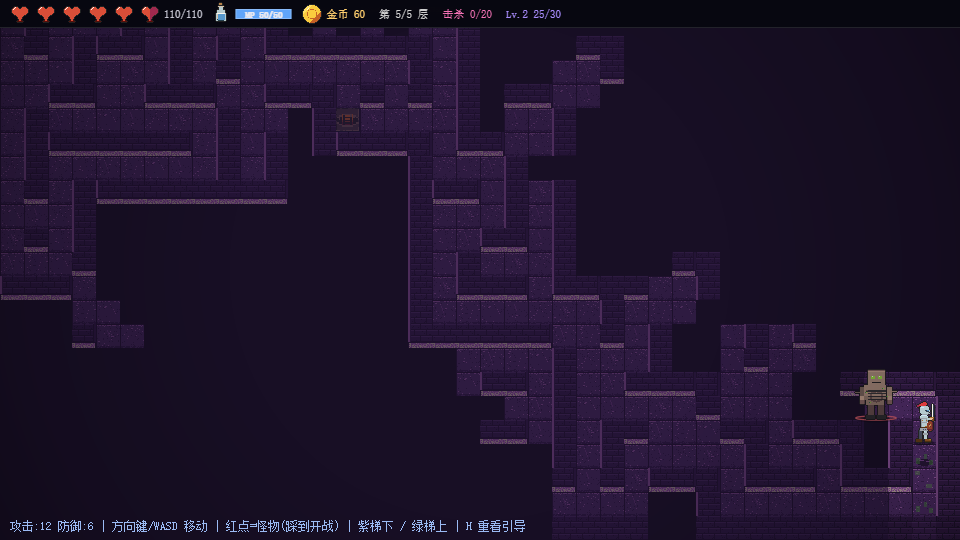 110/110 MP 60/60 金币 60 第 5/5 层 击杀 0/20 Lv.2 25/30
攻击:12 防御:6 | 方向键/WASD 移动 | 红点=怪物(踩到开战) | 紫梯下 / 绿梯上 | H 重看引导